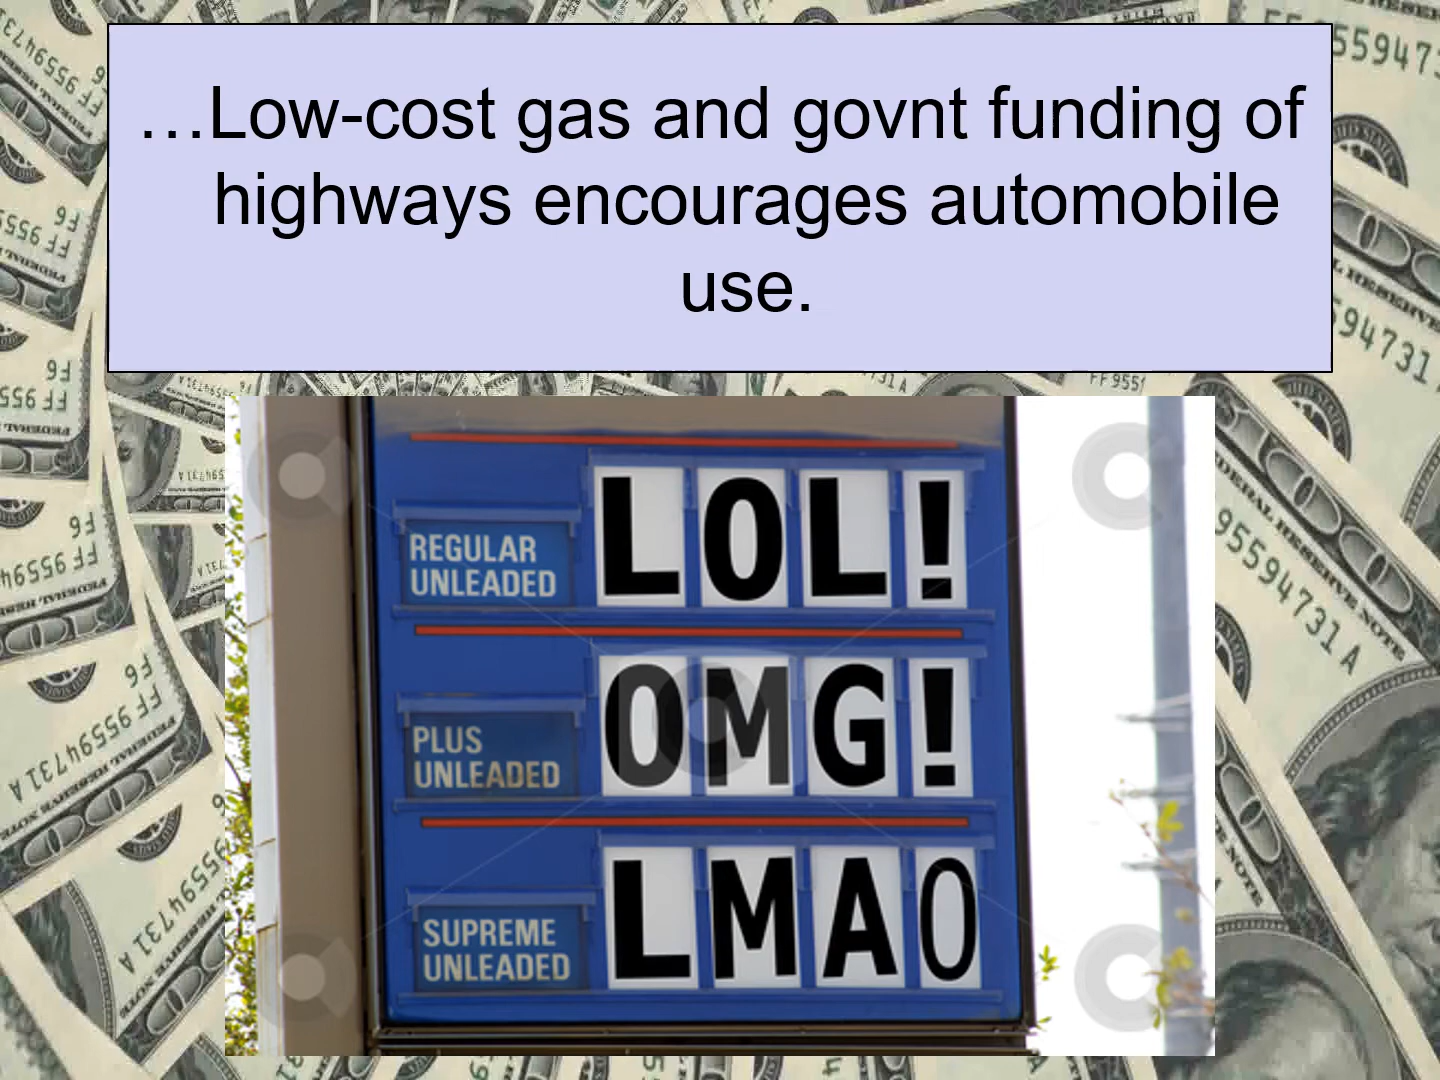 …Low-cost gas and govnt funding of
highways encourages automobile
use.
REGULAR
UNLEADED
LOL!
PLUS
UNLEADED
OMG!
SUPREME
UNLEADED
LMAO